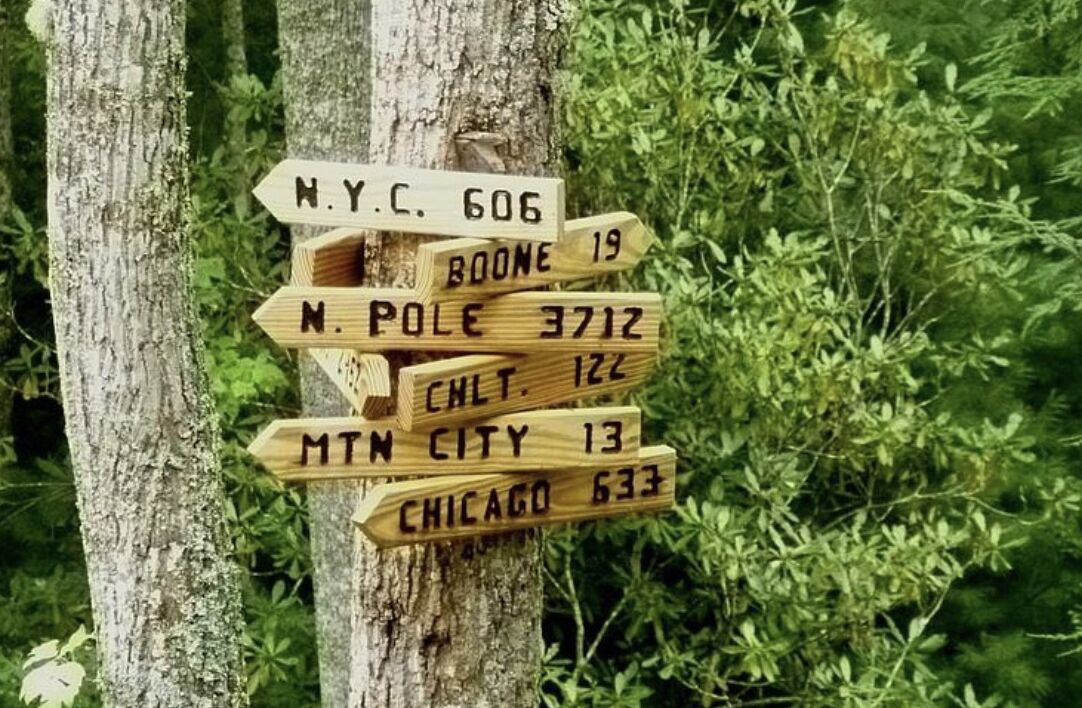 N.Y.C. 606
BOONE 19
N. POLE 3712
CHLT. 122
MTN CITY 13
CHICAGO 633